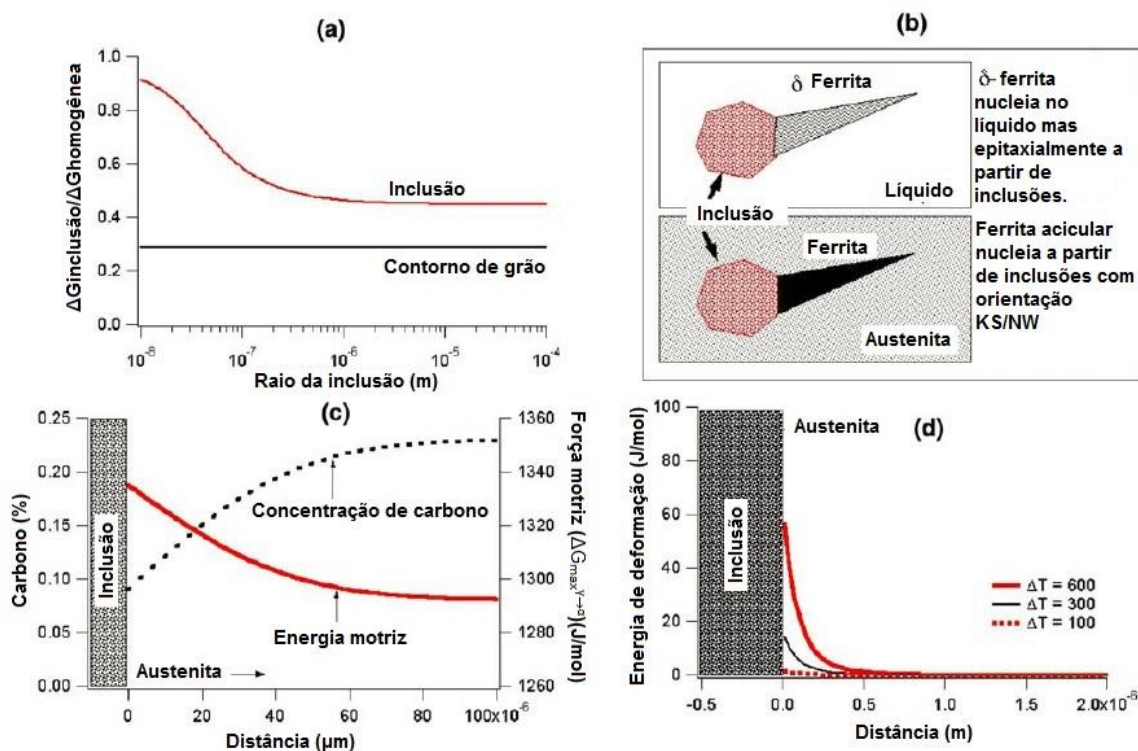 (a)
1.0
0.8
0.6
0.4
0.2
0.0
ΔGinclusão/ΔGhomogênea
Inclusão
Contorno de grão
10⁻⁸
10⁻⁷
10⁻⁶
10⁻⁵
10⁻⁴
Raio da inclusão (m)
(b)
δ Ferrita
Líquido
Inclusão
Ferrita
Austenita
δ- ferrita
nucleia no
líquido mas
epitaxialmente a
partir de
inclusões.
Ferrita acicular
nucleia a partir
de inclusões com
orientação
KS/NW
(c)
0.25
0.20
0.15
0.10
0.05
0.00
Carbono (%)
Inclusão
Concentração de carbono
Energia motriz
Austenita
1360
1340
1320
1300
1280
1260
Força motriz (ΔGmax^γ→α)(J/mol)
0
20
40
60
80
100x10⁻⁶
Distância (μm)
(d)
100
80
60
40
20
0
Energia de deformação (J/mol)
Inclusão
Austenita
ΔT = 600
ΔT = 300
ΔT = 100
-0.5
0.0
0.5
1.0
1.5
2.0x10⁻⁶
Distância (m)